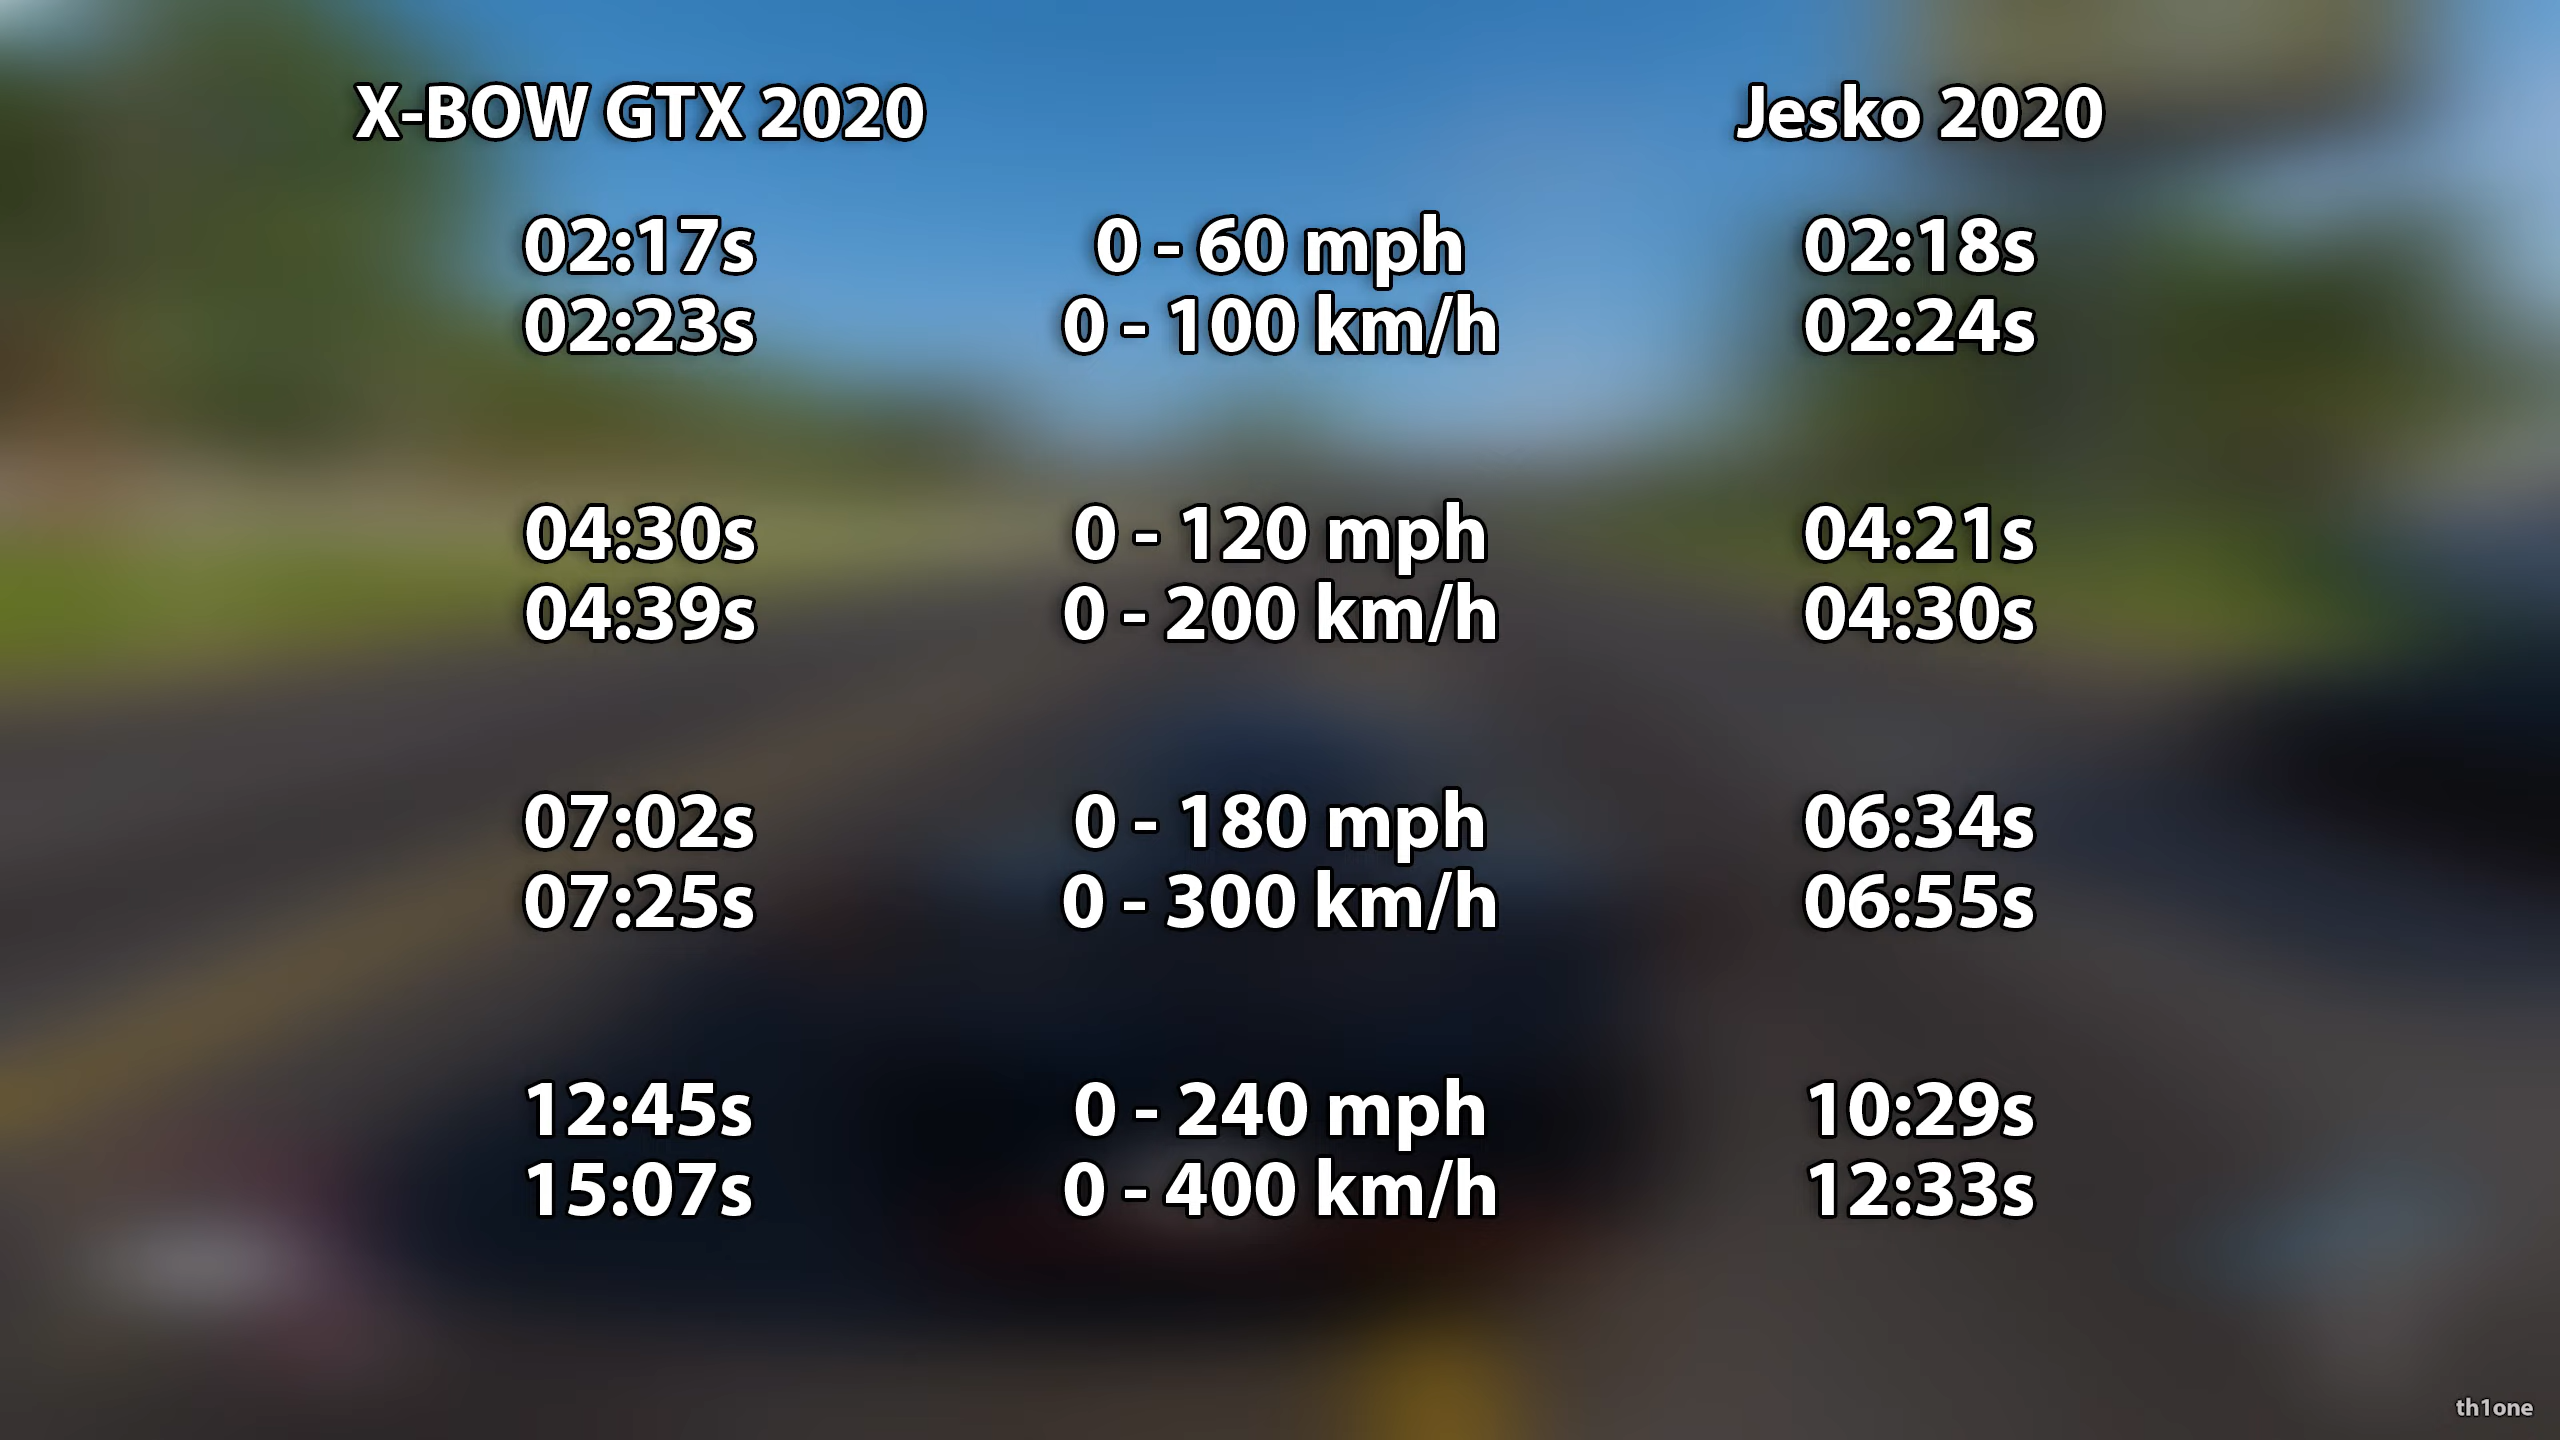 X-BOW GTX 2020 Jesko 2020
02:17s 0 - 60 mph 02:18s
02:23s 0 - 100 km/h 02:24s
04:30s 0 - 120 mph 04:21s
04:39s 0 - 200 km/h 04:30s
07:02s 0 - 180 mph 06:34s
07:25s 0 - 300 km/h 06:55s
12:45s 0 - 240 mph 10:29s
15:07s 0 - 400 km/h 12:33s
th1one